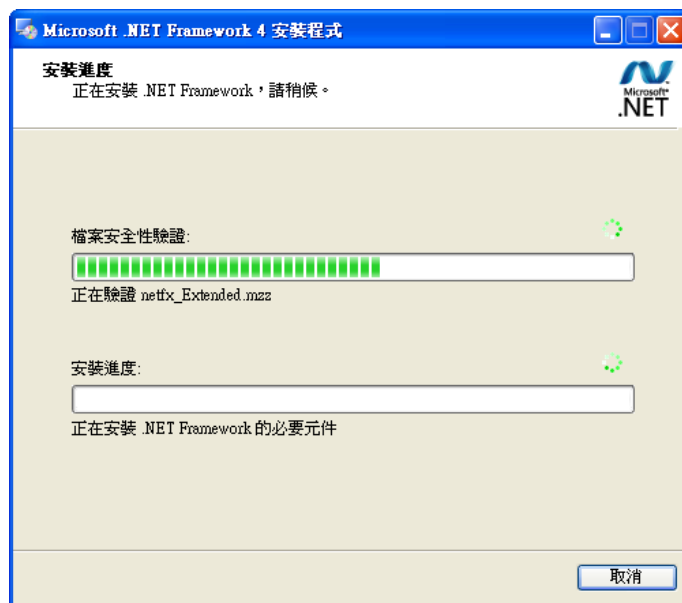 Microsoft .NET Framework 4 安裝程式
安裝進度
正在安裝 .NET Framework，請稍候。
Microsoft
.NET
檔案安全性驗證:
正在驗證 netfx_Extended.mzz
安裝進度:
正在安裝 .NET Framework 的必要元件
取消